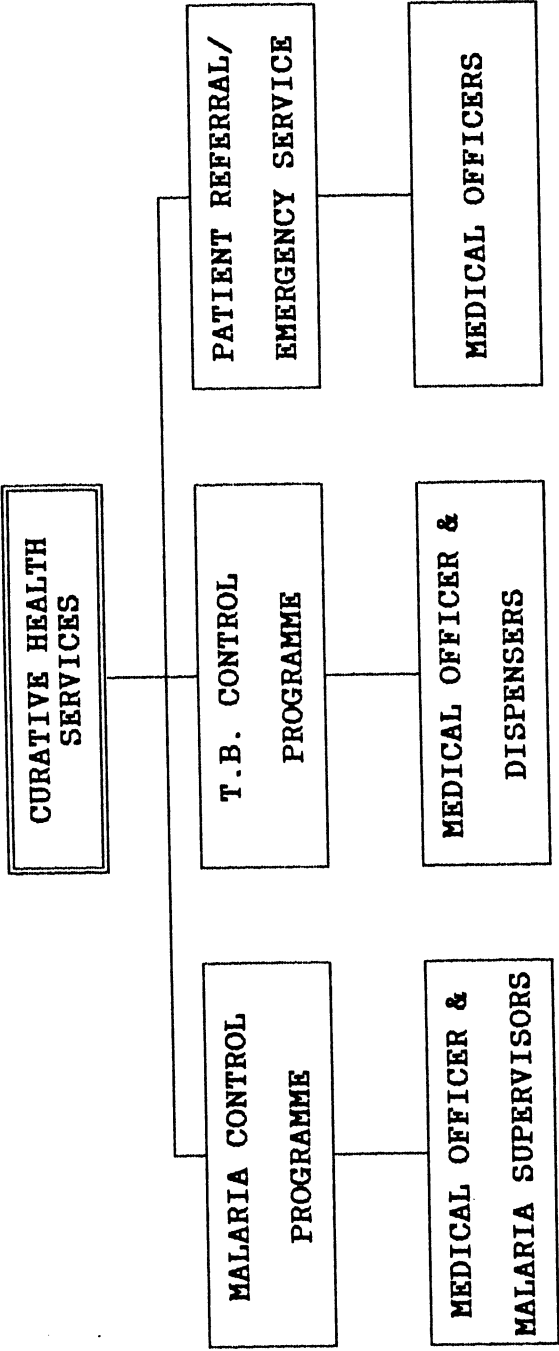 CURATIVE HEALTH
SERVICES
MALARIA CONTROL
PROGRAMME
T.B. CONTROL
PROGRAMME
PATIENT REFERRAL/
EMERGENCY SERVICE
MEDICAL OFFICER &
MALARIA SUPERVISORS
MEDICAL OFFICER &
DISPENSERS
MEDICAL OFFICERS